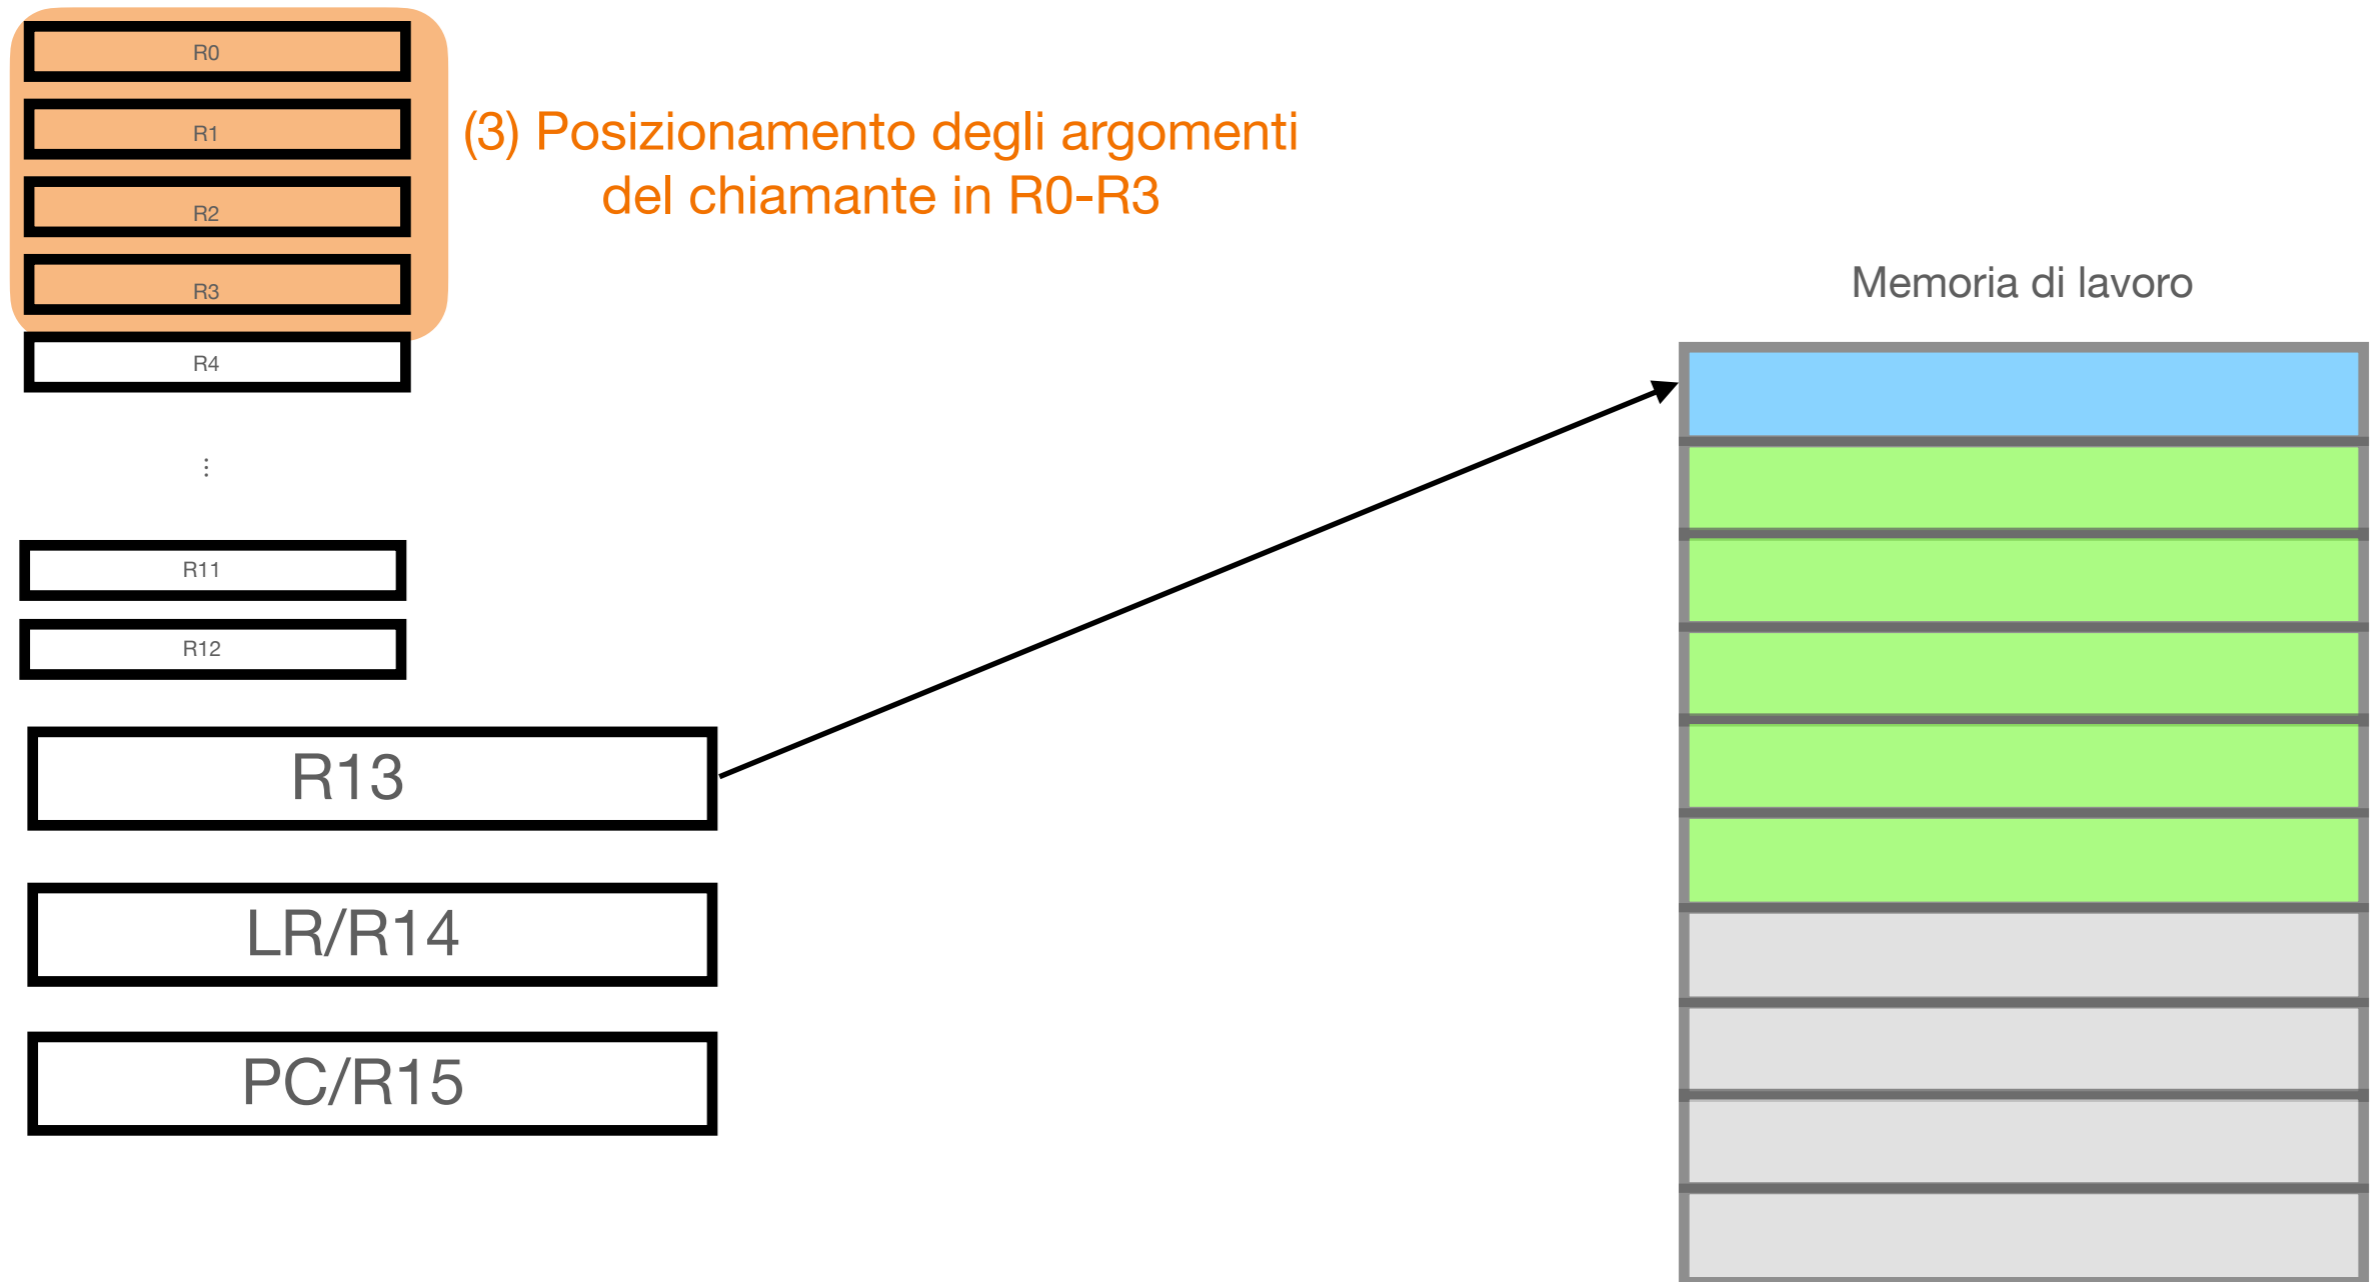 R0
R1
R2
R3
R4
(3) Posizionamento degli argomenti
del chiamante in R0-R3
Memoria di lavoro
...
R11
R12
R13
LR/R14
PC/R15